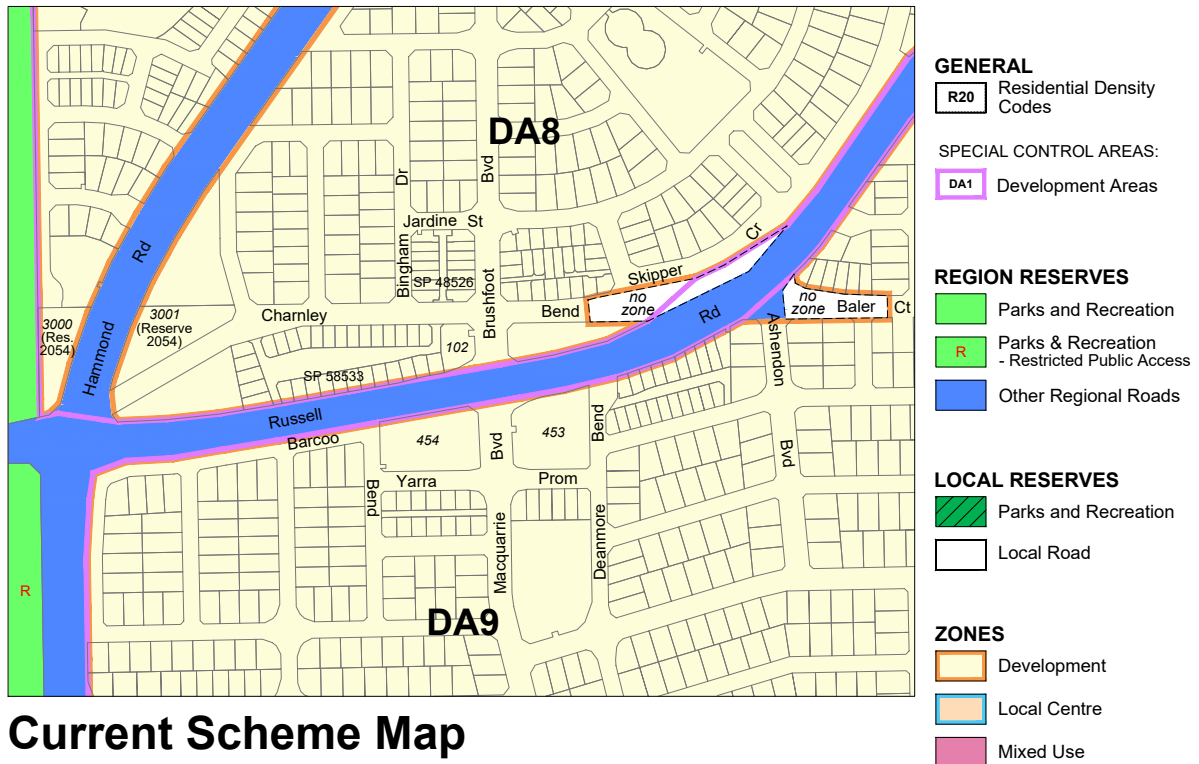 DA8
Dr
Bvd
Jardine St
Bingham
SP 48526
Brushfoot
Cr
Skipper
no
zone
Bend
no
zone
Baler
Ct
Rd
Rd
Ashendon
Hammond
3000
(Res.
2054)
3001
(Reserve
2054)
Charnley
102
SP 58533
Russell
Barcoo
454
Bvd
453
Bend
Bvd
Bend
Yarra
Prom
Macquarrie
Deanmore
R
DA9
Current Scheme Map
GENERAL
R20
Residential Density
Codes
SPECIAL CONTROL AREAS:
DA1
Development Areas
REGION RESERVES
Parks and Recreation
R
Parks & Recreation
- Restricted Public Access
Other Regional Roads
LOCAL RESERVES
Parks and Recreation
Local Road
ZONES
Development
Local Centre
Mixed Use